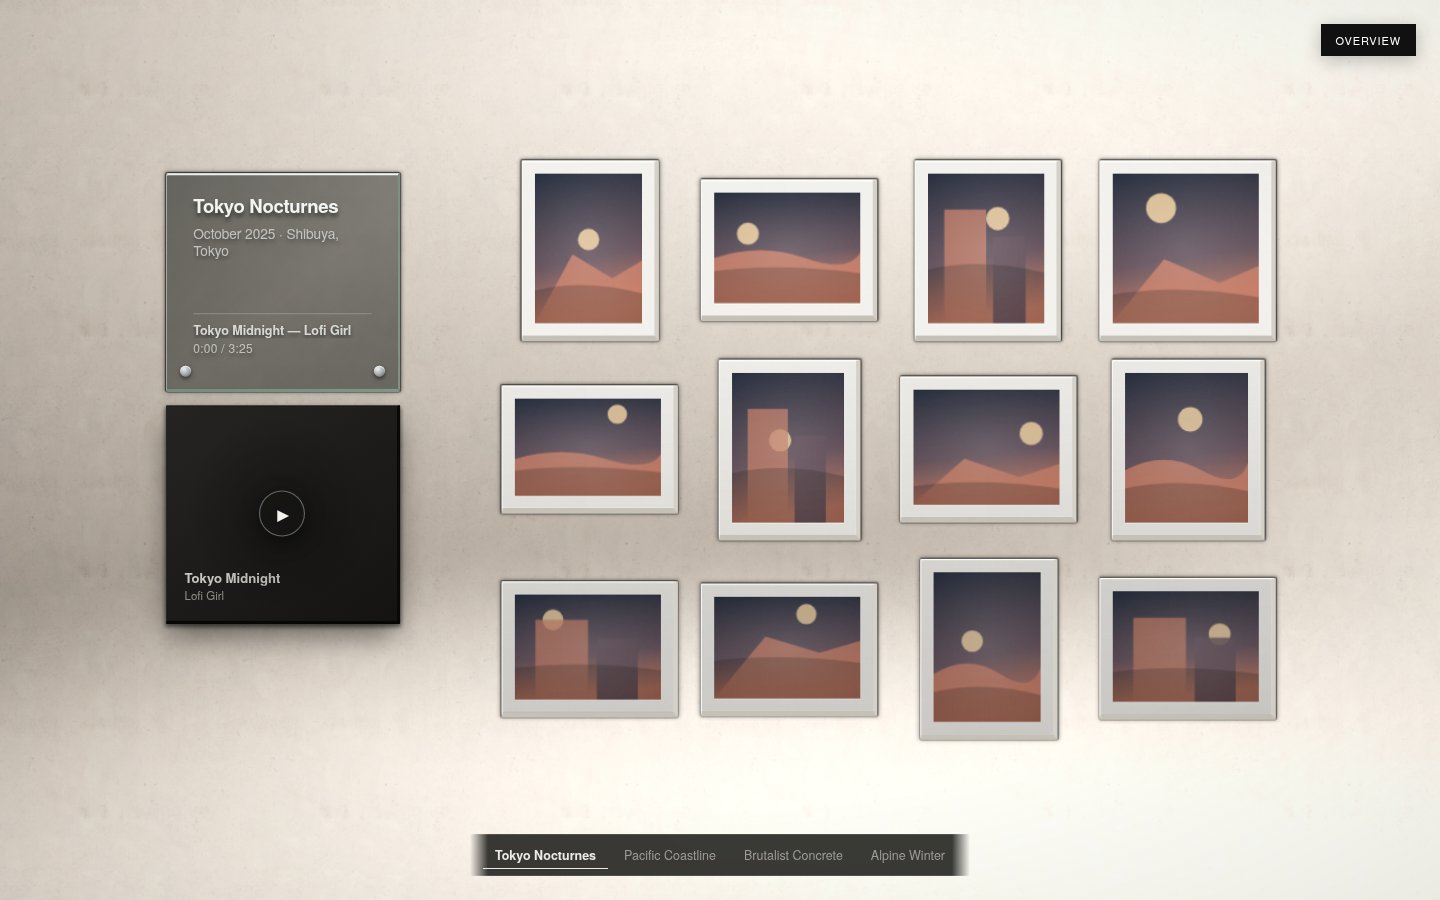 OVERVIEW
Tokyo Nocturnes
October 2025 · Shibuya,
Tokyo
Tokyo Midnight — Lofi Girl
0:00 / 3:25
Tokyo Midnight
Lofi Girl
Tokyo Nocturnes Pacific Coastline Brutalist Concrete Alpine Winter